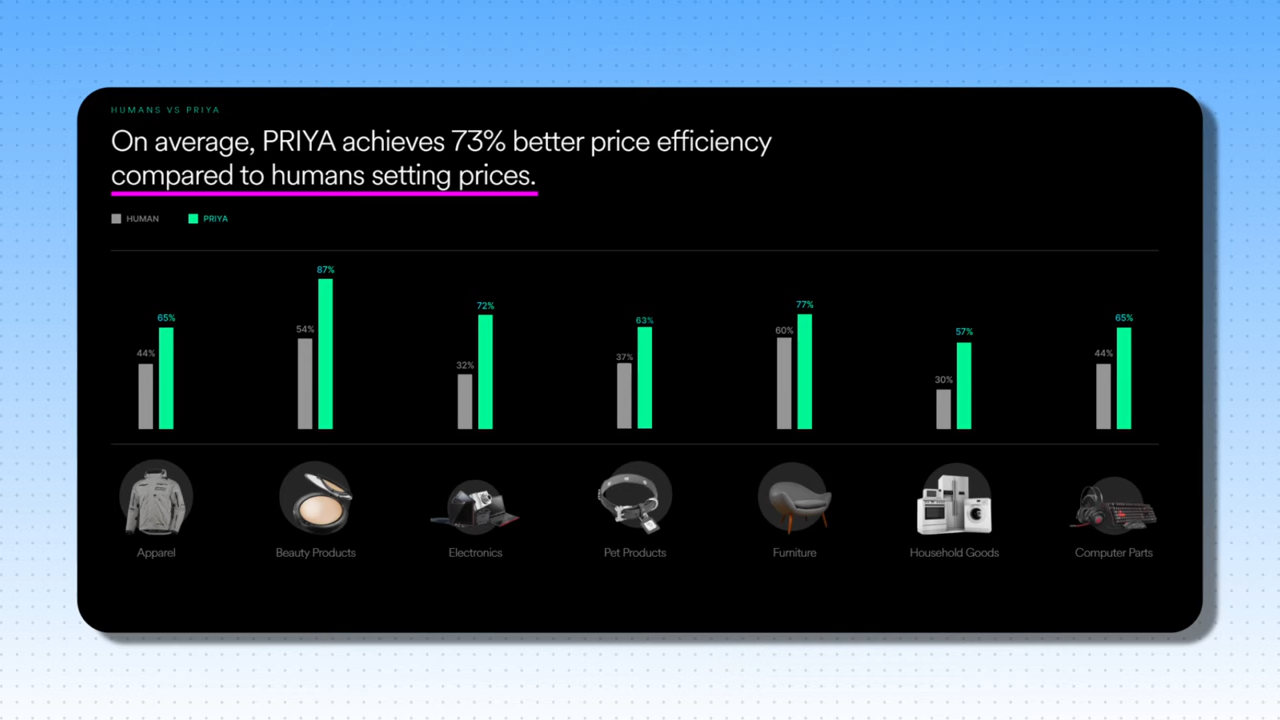 HUMANS VS PRIYA
On average, PRIYA achieves 73% better price efficiency
compared to humans setting prices.
HUMAN PRIYA
44% 65%
54% 87%
32% 72%
37% 63%
60% 77%
30% 57%
44% 65%
Apparel
Beauty Products
Electronics
Pet Products
Furniture
Household Goods
Computer Parts